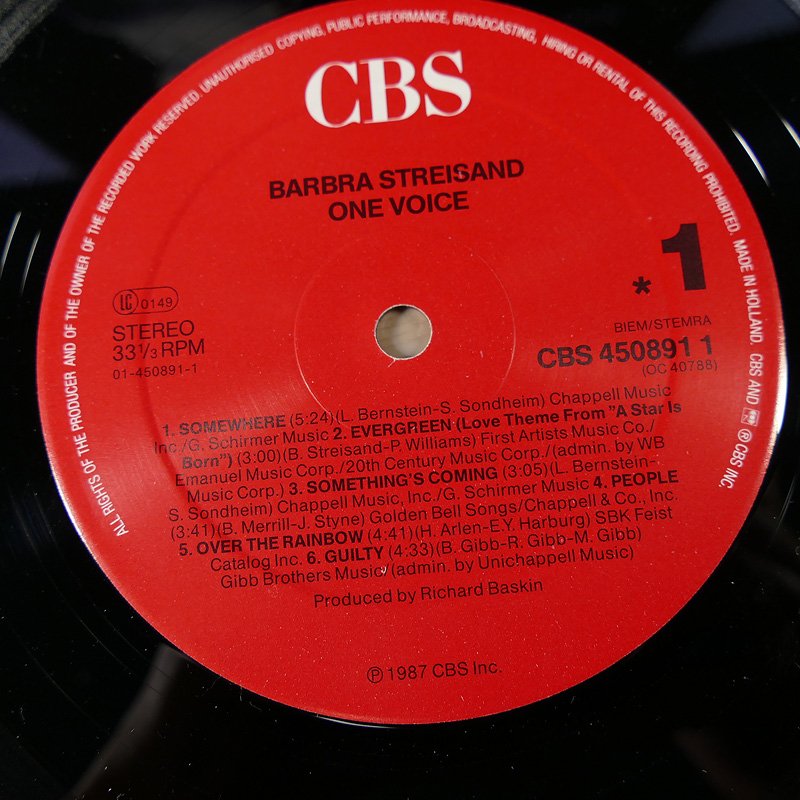 ALL RIGHTS OF THE PRODUCER AND OF THE OWNER OF THE RECORDED WORK RESERVED. UNAUTHORISED COPYING, PUBLIC PERFORMANCE, BROADCASTING, HIRING OR RENTAL OF THIS RECORDING PROHIBITED. MADE IN HOLLAND. CBS AND ℗ CBS INC
CBS
BARBRA STREISAND
ONE VOICE
* 1
LC 0149
STEREO
33 1/3 RPM
01-450891-1
BIEM/STEMRA
CBS 450891 1
(OC 40788)
1. SOMEWHERE (5:24)(L. Bernstein-S. Sondheim) Chappell Music
Inc./G. Schirmer Music 2. EVERGREEN (Love Theme From "A Star Is
Born") (3:00)(B. Streisand-P. Williams) First Artists Music Co./
Emanuel Music Corp./20th Century Music Corp./(admin. by WB
Music Corp.) 3. SOMETHING'S COMING (3:05)(L. Bernstein-
S. Sondheim) Chappell Music, Inc./G. Schirmer Music 4. PEOPLE
(3:41)(B. Merrill-J. Styne) Golden Bell Songs/Chappell & Co., Inc.
5. OVER THE RAINBOW (4:41)(H. Arlen-E.Y. Harburg) SBK Feist
Catalog Inc. 6. GUILTY (4:33)(B. Gibb-R. Gibb-M. Gibb)
Gibb Brothers Music/(admin. by Unichappell Music)
Produced by Richard Baskin
℗ 1987 CBS Inc.